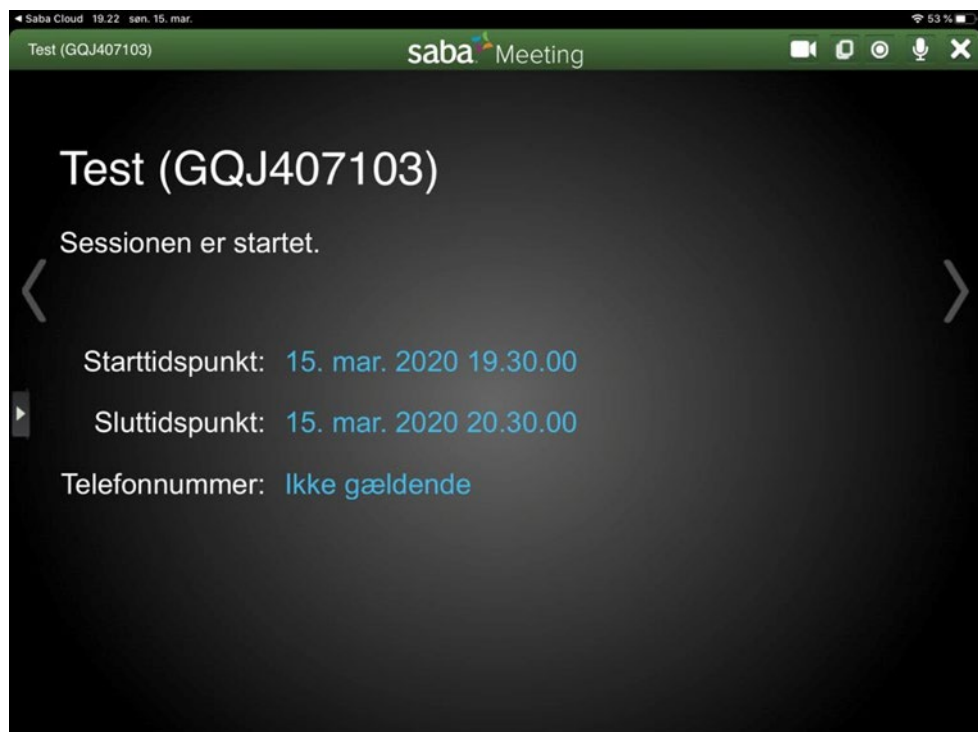 Saba Cloud 19.22 søn. 15. mar. 53 %
Test (GQJ407103) saba Meeting
Test (GQJ407103)
Sessionen er startet.
Starttidspunkt: 15. mar. 2020 19.30.00
Sluttidspunkt: 15. mar. 2020 20.30.00
Telefonnummer: Ikke gældende